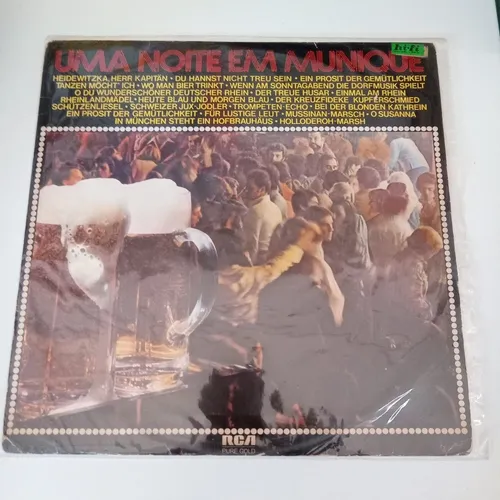 UMA NOITE EM MUNIQUE
HEIDEWITZKA, HERR KAPITÄN • DU HANNST NICHT TREU SEIN • EIN PROSIT DER GEMÜTLICHKEIT
TANZEN MÖCHT' ICH • WO MAN BIER TRINKT • WENN AM SONNTAGABEND DIE DORFMUSIK SPIELT
O DU WUNDERSCHÖNER DEUTSCHER RHEIN • DER TREUE HUSAR • EINMAL AM RHEIN
RHEINLANDMÄDEL • HEUTE BLAU UND MORGEN BLAU • DER KREUZFIDELE KUPFERSCHMIED
SCHÜTZENLIESEL • SCHWEIZER JUX-JODLER • TROMPETEN-ECHO • BEI DER BLONDEN KATHREIN
EIN PROSIT DER GEMÜTLICHKEIT • FÜR LUSTIGE LEUT • MUSSINAN-MARSCH • O SUSANNA
IN MÜNCHEN STEHT EIN HOFBRAUHAUS • HOLLODEROH-MARSH
RCA
PURE GOLD